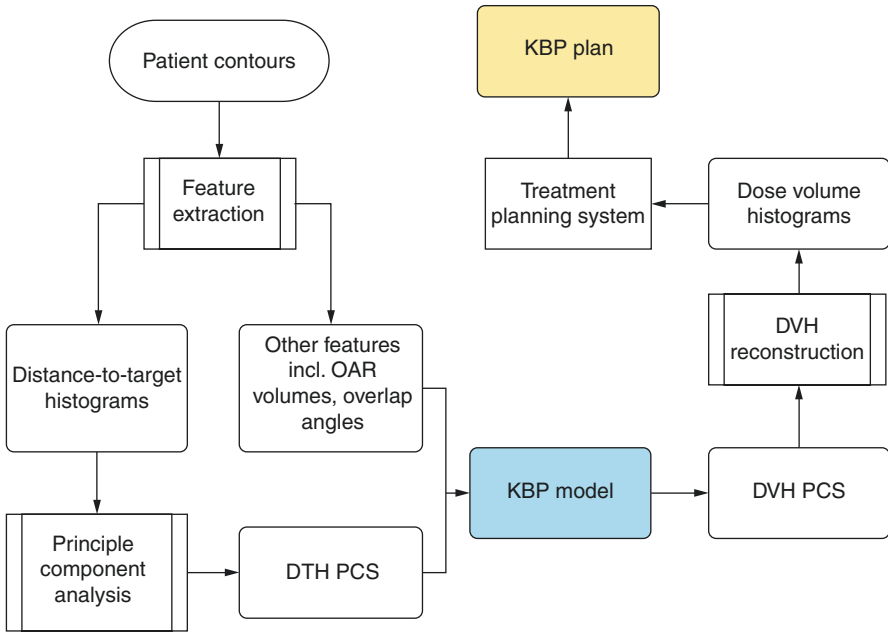 Patient contours
Feature
extraction
Distance-to-target
histograms
Other features
incl. OAR
volumes, overlap
angles
Principle
component
analysis
DTH PCS
KBP model
DVH PCS
DVH
reconstruction
Dose volume
histograms
Treatment
planning system
KBP plan